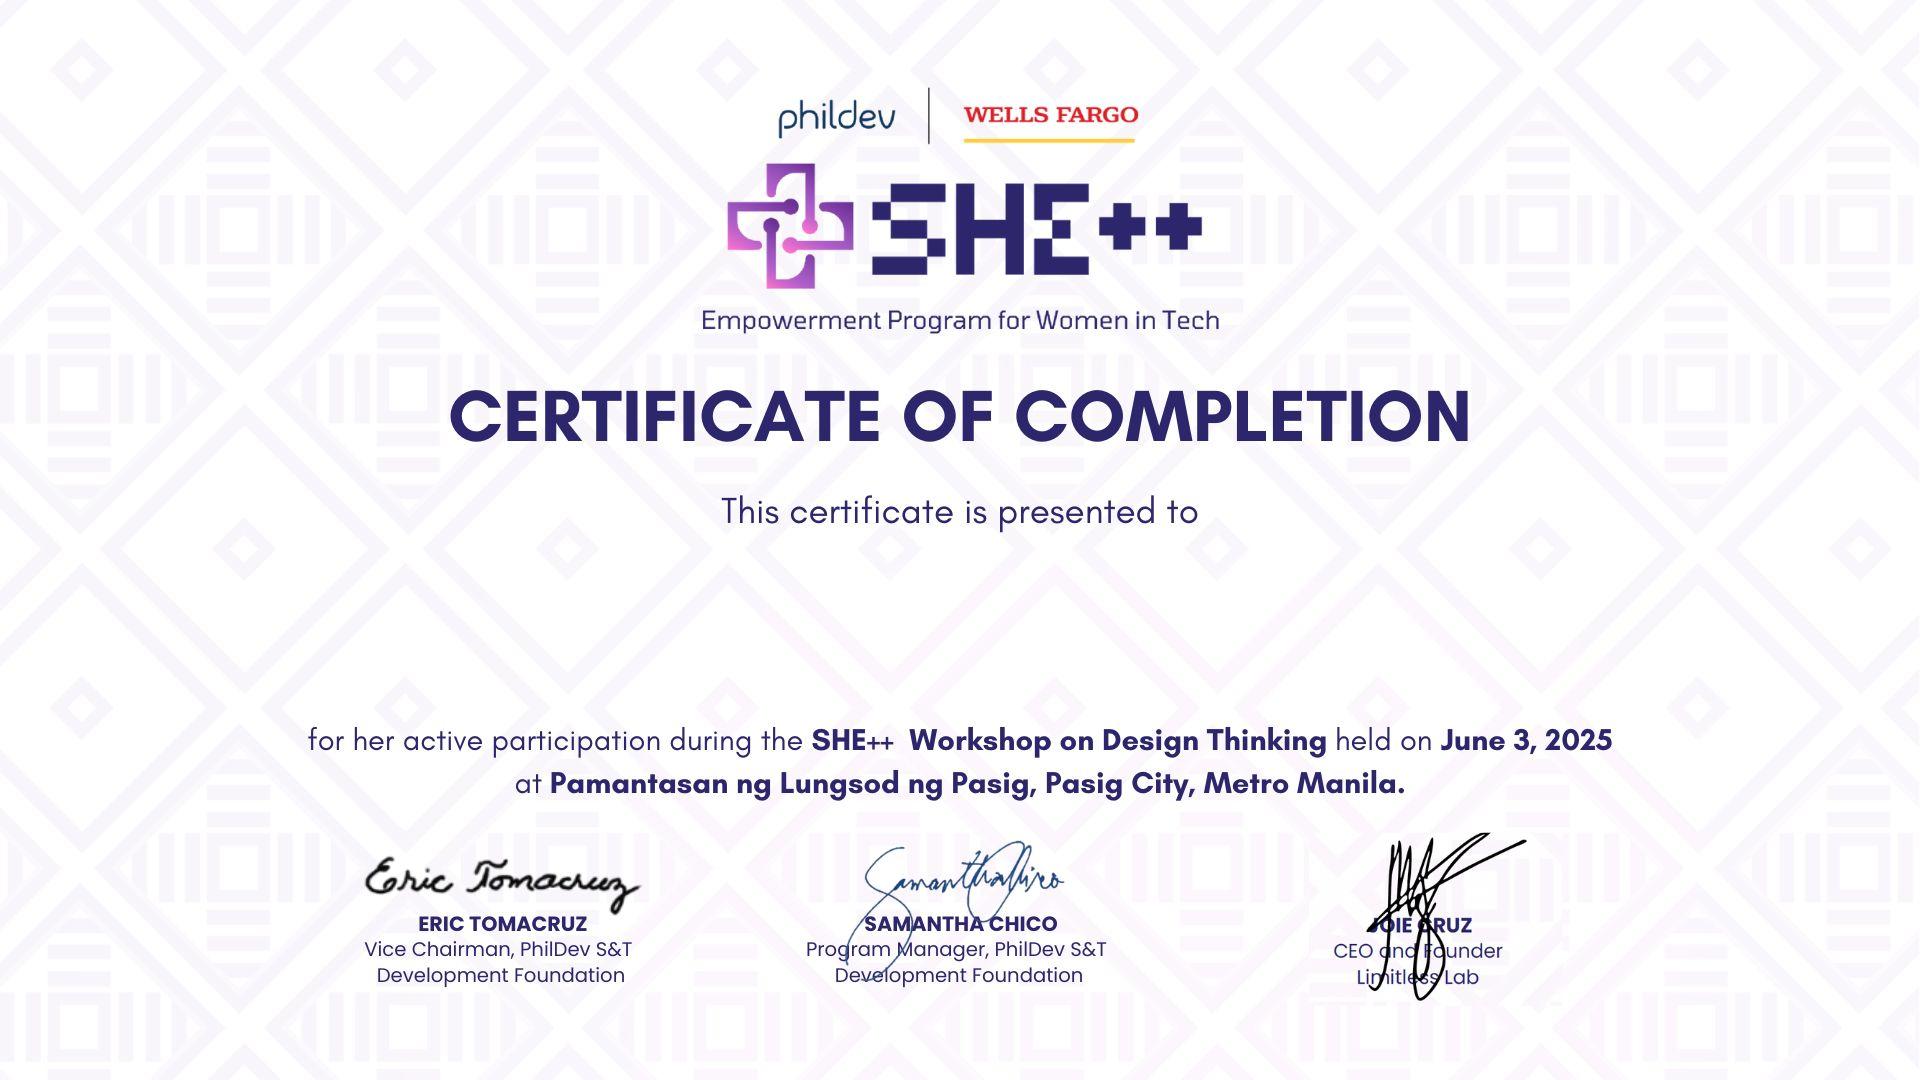 phildev | WELLS FARGO
SHE++
Empowerment Program for Women in Tech
CERTIFICATE OF COMPLETION
This certificate is presented to
for her active participation during the SHE++ Workshop on Design Thinking held on June 3, 2025
at Pamantasan ng Lungsod ng Pasig, Pasig City, Metro Manila.
Eric Tomacruz
Samantha Chico
ERIC TOMACRUZ
Vice Chairman, PhilDev S&T
Development Foundation
SAMANTHA CHICO
Program Manager, PhilDev S&T
Development Foundation
JOIE CRUZ
CEO and Founder
Limitless Lab